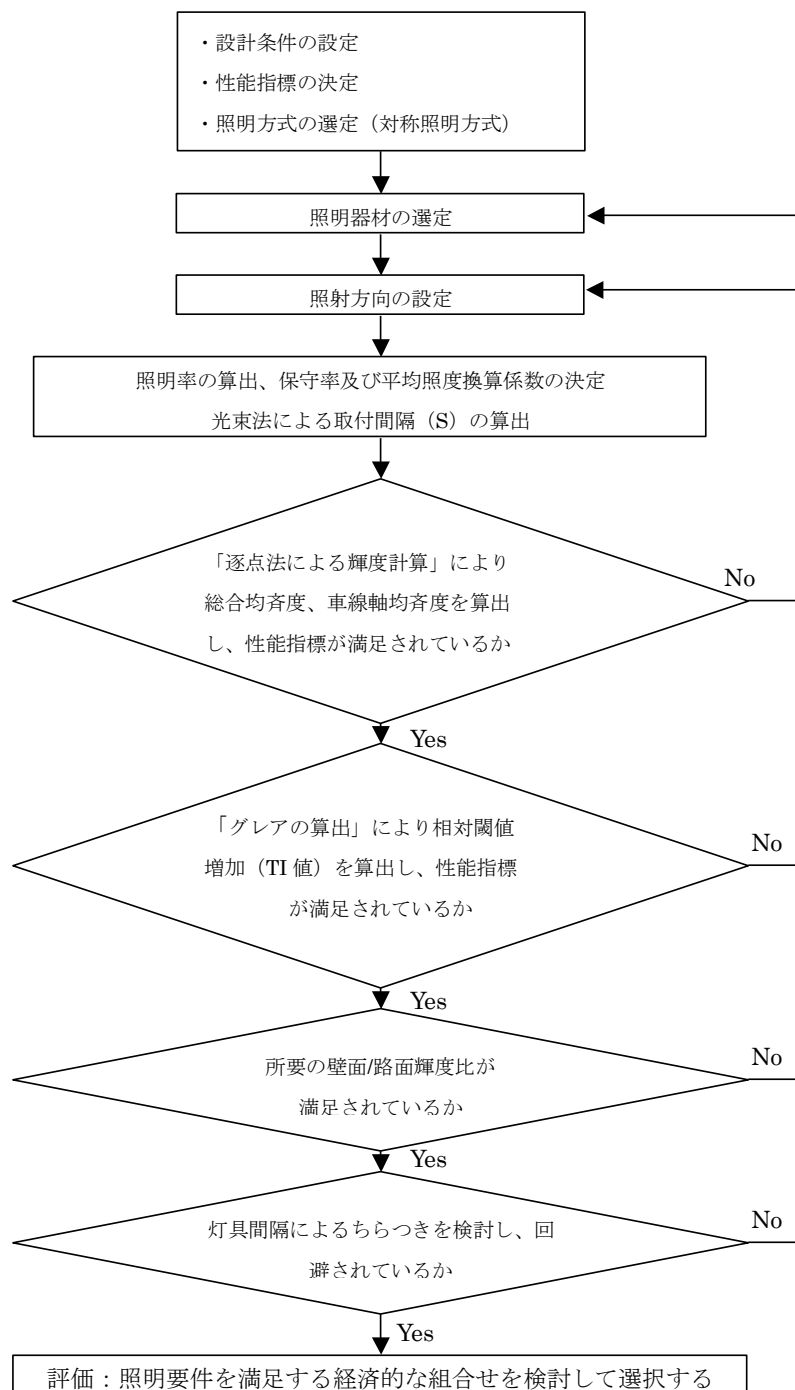 ・設計条件の設定
・性能指標の決定
・照明方式の選定（対称照明方式）
照明器材の選定
照射方向の設定
照明率の算出、保守率及び平均照度換算係数の決定
光束法による取付間隔（S）の算出
「逐点法による輝度計算」により
総合均斉度、車線軸均斉度を算出
し、性能指標が満足されているか
No
Yes
「グレアの算出」により相対閾値
増加（TI 値）を算出し、性能指標
が満足されているか
No
Yes
所要の壁面/路面輝度比が
満足されているか
No
Yes
灯具間隔によるちらつきを検討し、回
避されているか
No
Yes
評価：照明要件を満足する経済的な組合せを検討して選択する